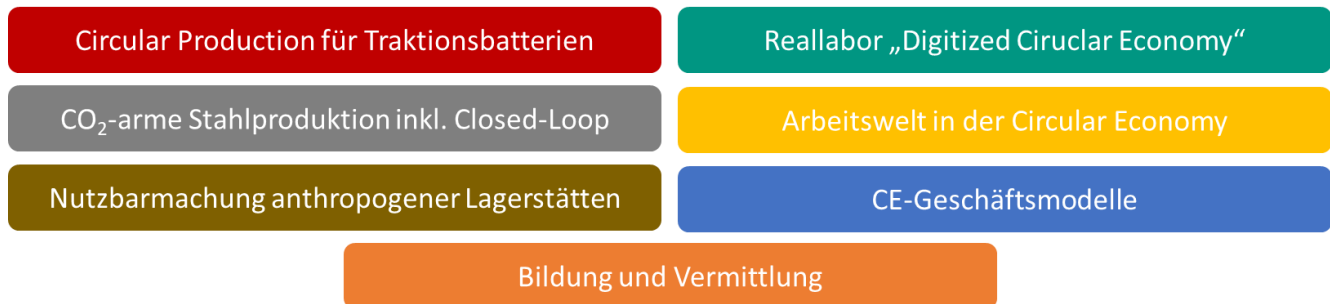 Circular Production für Traktionsbatterien
Reallabor „Digitized Ciruclar Economy“
CO₂-arme Stahlproduktion inkl. Closed-Loop
Arbeitswelt in der Circular Economy
Nutzbarmachung anthropogener Lagerstätten
CE-Geschäftsmodelle
Bildung und Vermittlung